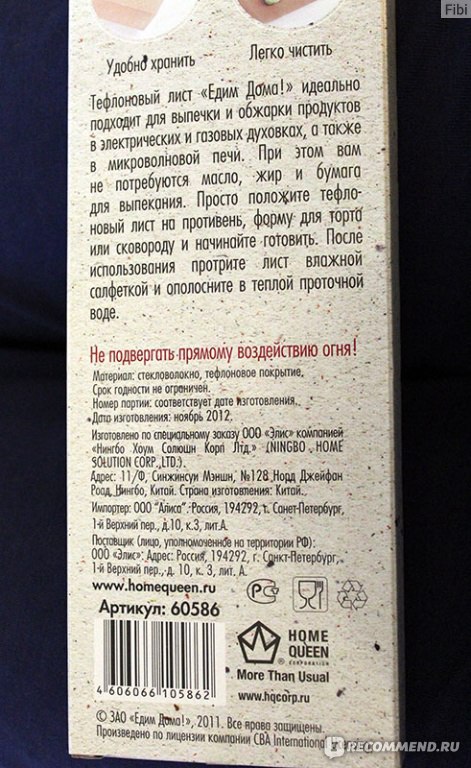 Fibi
Удобно хранить
Легко чистить
Тефлоновый лист «Едим Дома!» идеально
подходит для выпечки и обжарки продуктов
в электрических и газовых духовках, а также
в микроволновой печи. При этом вам
не потребуются масло, жир и бумага
для выпекания. Просто положите тефло-
новый лист на противень, форму для торта
или сковороду и начинайте готовить. После
использования протрите лист влажной
салфеткой и ополосните в теплой проточной
воде.
Не подвергать прямому воздействию огня!
Материал: стекловолокно, тефлоновое покрытие.
Срок годности не ограничен.
Номер партии: соответствует дате изготовления.
Дата изготовления: ноябрь 2012.
Изготовлено по специальному заказу ООО «Элис» компанией
«Нингбо Хоум Солюшн Корп Лтд.» (NINGBO HOME
SOLUTION CORP.,LTD.).
Адрес: 11/Ф, Синжинсуи Мэншн, №128 Норд Джейфан
Роад, Нингбо, Китай. Страна изготовления: Китай.
Импортер: ООО "Алиса": Россия, 194292, г. Санкт-Петербург,
1-й Верхний пер., д.10, к.3, лит.А.
Поставщик (лицо, уполномоченное на территории РФ):
ООО «Элис»: Адрес: Россия, 194292, г. Санкт-Петербург,
1-й Верхний пер., д. 10, к. 3, лит. А.
www.homequeen.ru
Артикул: 60586
4 606066 105862
HOME
QUEEN
CORPORATION
More Than Usual
www.hqcorp.ru
© ЗАО «Едим Дома!», 2011. Все права защищены.
Произведено по лицензии компании CBA International
IRECOMMEND.RU